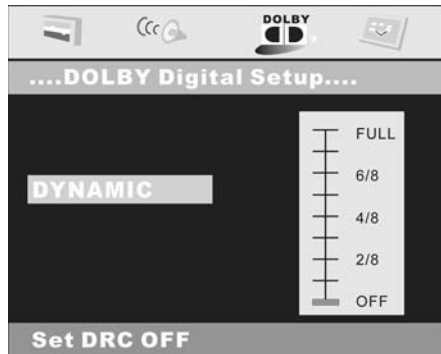 DOLBY
....DOLBY Digital Setup....
FULL
DYNAMIC
6/8
4/8
2/8
OFF
Set DRC OFF